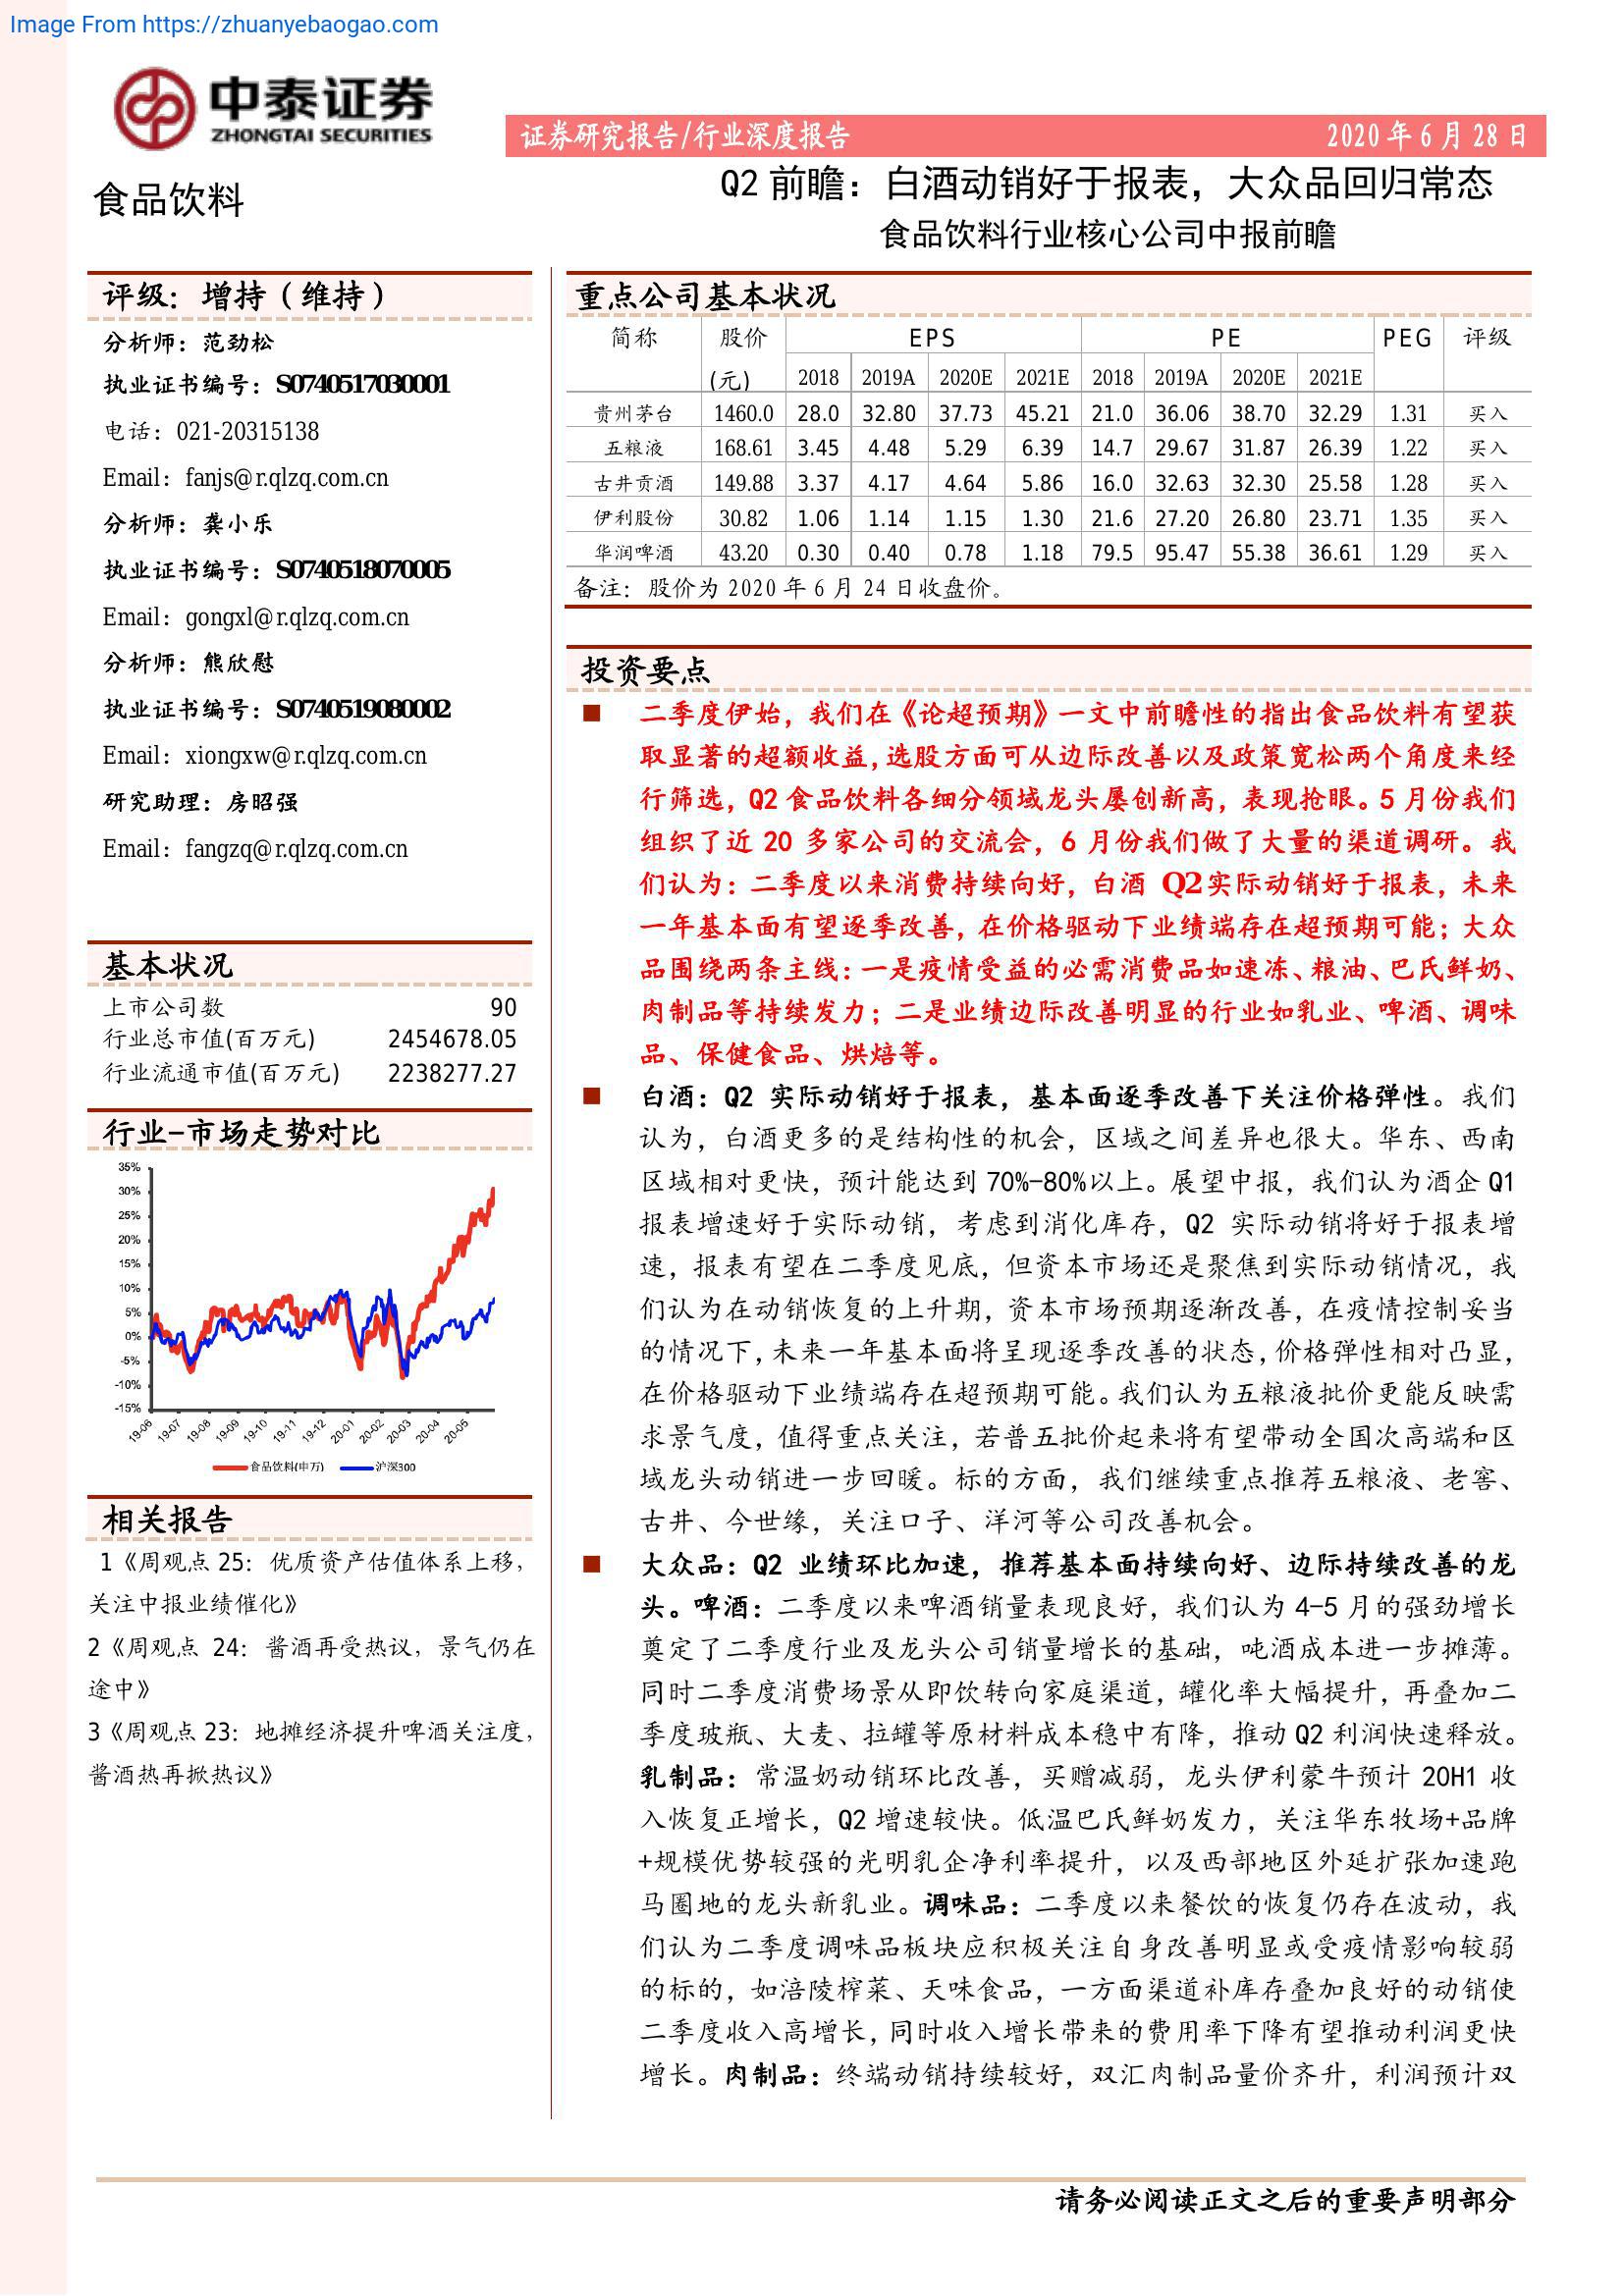 Image From https://zhuanyebaogao.com
中泰证券
ZHONGTAI SECURITIES
证券研究报告/行业深度报告 2020 年 6 月 28 日
食品饮料
Q2 前瞻：白酒动销好于报表，大众品回归常态
食品饮料行业核心公司中报前瞻
评级：增持（维持）
分析师：范劲松
执业证书编号：S0740517030001
电话：021-20315138
Email：fanjs@r.qlzq.com.cn
分析师：龚小乐
执业证书编号：S0740518070005
Email：gongxl@r.qlzq.com.cn
分析师：熊欣慰
执业证书编号：S0740519080002
Email：xiongxw@r.qlzq.com.cn
研究助理：房昭强
Email：fangzq@r.qlzq.com.cn
基本状况
上市公司数 90
行业总市值(百万元) 2454678.05
行业流通市值(百万元) 2238277.27
行业-市场走势对比
35%
30%
25%
20%
15%
10%
5%
0%
-5%
-10%
-15%
19-06 19-07 19-08 19-09 19-10 19-11 19-12 20-01 20-02 20-03 20-04 20-05
食品饮料(申万) 沪深300
相关报告
1《周观点 25：优质资产估值体系上移，
关注中报业绩催化》
2《周观点 24：酱酒再受热议，景气仍在
途中》
3《周观点 23：地摊经济提升啤酒关注度，
酱酒热再掀热议》
重点公司基本状况
简称 股价 EPS PE PEG 评级
(元) 2018 2019A 2020E 2021E 2018 2019A 2020E 2021E
贵州茅台 1460.0 28.0 32.80 37.73 45.21 21.0 36.06 38.70 32.29 1.31 买入
五粮液 168.61 3.45 4.48 5.29 6.39 14.7 29.67 31.87 26.39 1.22 买入
古井贡酒 149.88 3.37 4.17 4.64 5.86 16.0 32.63 32.30 25.58 1.28 买入
伊利股份 30.82 1.06 1.14 1.15 1.30 21.6 27.20 26.80 23.71 1.35 买入
华润啤酒 43.20 0.30 0.40 0.78 1.18 79.5 95.47 55.38 36.61 1.29 买入
备注：股价为 2020 年 6 月 24 日收盘价。
投资要点
■ 二季度伊始，我们在《论超预期》一文中前瞻性的指出食品饮料有望获
取显著的超额收益，选股方面可从边际改善以及政策宽松两个角度来经
行筛选，Q2 食品饮料各细分领域龙头屡创新高，表现抢眼。5 月份我们
组织了近 20 多家公司的交流会，6 月份我们做了大量的渠道调研。我
们认为：二季度以来消费持续向好，白酒 Q2实际动销好于报表，未来
一年基本面有望逐季改善，在价格驱动下业绩端存在超预期可能；大众
品围绕两条主线：一是疫情受益的必需消费品如速冻、粮油、巴氏鲜奶、
肉制品等持续发力；二是业绩边际改善明显的行业如乳业、啤酒、调味
品、保健食品、烘焙等。
■ 白酒：Q2 实际动销好于报表，基本面逐季改善下关注价格弹性。我们
认为，白酒更多的是结构性的机会，区域之间差异也很大。华东、西南
区域相对更快，预计能达到 70%-80%以上。展望中报，我们认为酒企 Q1
报表增速好于实际动销，考虑到消化库存，Q2 实际动销将好于报表增
速，报表有望在二季度见底，但资本市场还是聚焦到实际动销情况，我
们认为在动销恢复的上升期，资本市场预期逐渐改善，在疫情控制妥当
的情况下，未来一年基本面将呈现逐季改善的状态，价格弹性相对凸显，
在价格驱动下业绩端存在超预期可能。我们认为五粮液批价更能反映需
求景气度，值得重点关注，若普五批价起来将有望带动全国次高端和区
域龙头动销进一步回暖。标的方面，我们继续重点推荐五粮液、老窖、
古井、今世缘，关注口子、洋河等公司改善机会。
■ 大众品：Q2 业绩环比加速，推荐基本面持续向好、边际持续改善的龙
头。啤酒：二季度以来啤酒销量表现良好，我们认为 4-5 月的强劲增长
奠定了二季度行业及龙头公司销量增长的基础，吨酒成本进一步摊薄。
同时二季度消费场景从即饮转向家庭渠道，罐化率大幅提升，再叠加二
季度玻瓶、大麦、拉罐等原材料成本稳中有降，推动 Q2 利润快速释放。
乳制品：常温奶动销环比改善，买赠减弱，龙头伊利蒙牛预计 20H1 收
入恢复正增长，Q2 增速较快。低温巴氏鲜奶发力，关注华东牧场+品牌
+规模优势较强的光明乳企净利率提升，以及西部地区外延扩张加速跑
马圈地的龙头新乳业。调味品：二季度以来餐饮的恢复仍存在波动，我
们认为二季度调味品板块应积极关注自身改善明显或受疫情影响较弱
的标的，如涪陵榨菜、天味食品，一方面渠道补库存叠加良好的动销使
二季度收入高增长，同时收入增长带来的费用率下降有望推动利润更快
增长。肉制品：终端动销持续较好，双汇肉制品量价齐升，利润预计双
请务必阅读正文之后的重要声明部分